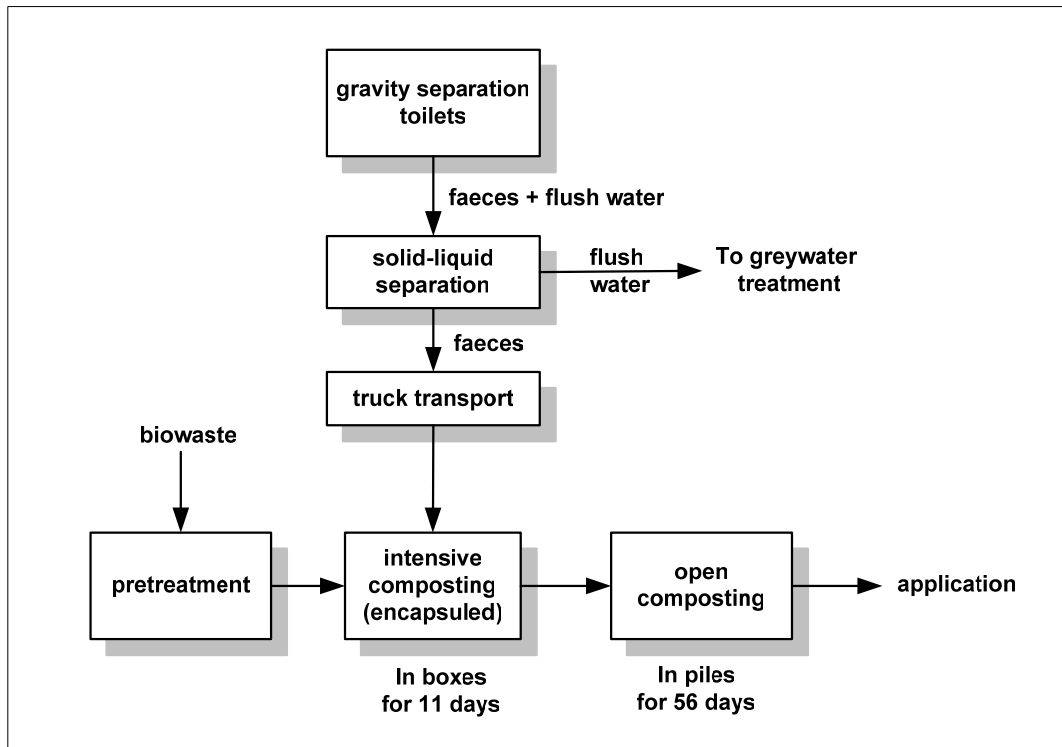 gravity separation
toilets
faeces + flush water
solid-liquid
separation
flush
water
To greywater
treatment
faeces
truck transport
biowaste
pretreatment
intensive
composting
(encapsuled)
open
composting
application
In boxes
for 11 days
In piles
for 56 days